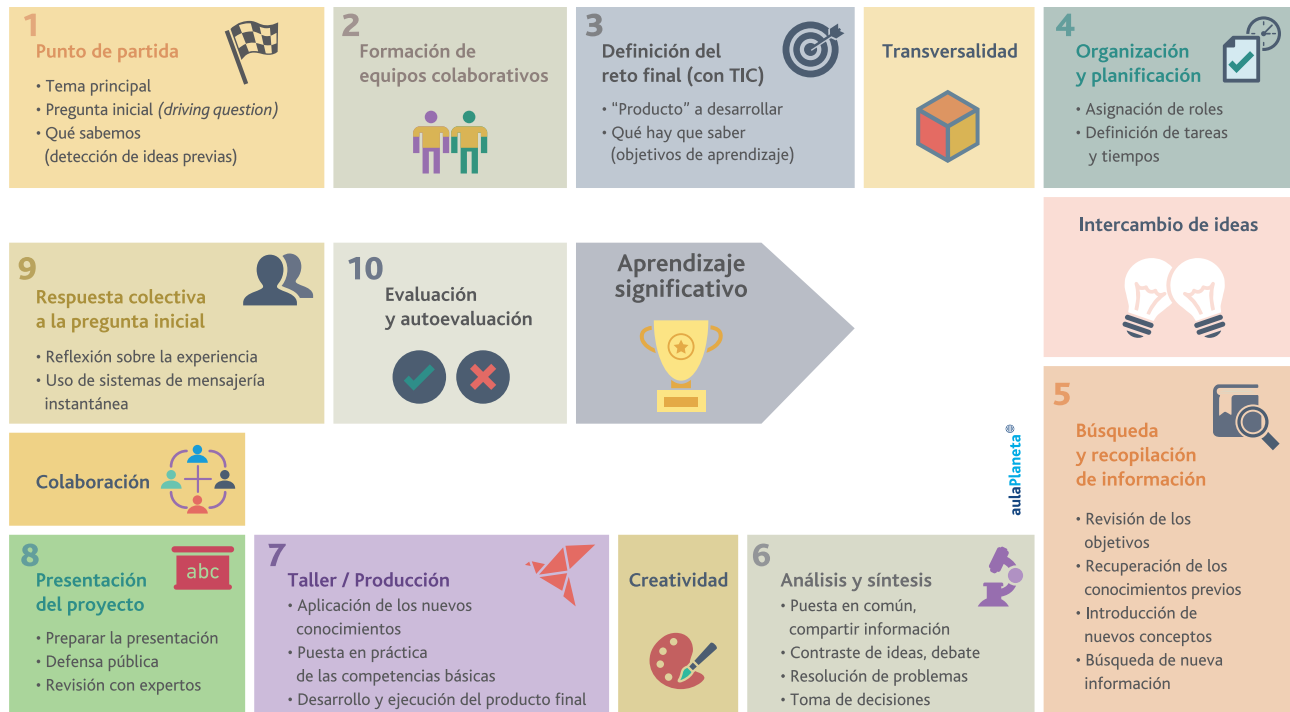 1
Punto de partida
• Tema principal
• Pregunta inicial (driving question)
• Qué sabemos
(detección de ideas previas)
2
Formación de
equipos colaborativos
3
Definición del
reto final (con TIC)
• "Producto" a desarrollar
• Qué hay que saber
(objetivos de aprendizaje)
Transversalidad
4
Organización
y planificación
• Asignación de roles
• Definición de tareas
y tiempos
Intercambio de ideas
5
Búsqueda
y recopilación
de información
• Revisión de los
objetivos
• Recuperación de los
conocimientos previos
• Introducción de
nuevos conceptos
• Búsqueda de nueva
información
6
Análisis y síntesis
• Puesta en común,
compartir información
• Contraste de ideas, debate
• Resolución de problemas
• Toma de decisiones
Creatividad
7
Taller / Producción
• Aplicación de los nuevos
conocimientos
• Puesta en práctica
de las competencias básicas
• Desarrollo y ejecución del producto final
8
abc
Presentación
del proyecto
• Preparar la presentación
• Defensa pública
• Revisión con expertos
Colaboración
9
Respuesta colectiva
a la pregunta inicial
• Reflexión sobre la experiencia
• Uso de sistemas de mensajería
instantánea
10
Evaluación
y autoevaluación
Aprendizaje
significativo
aulaPlaneta